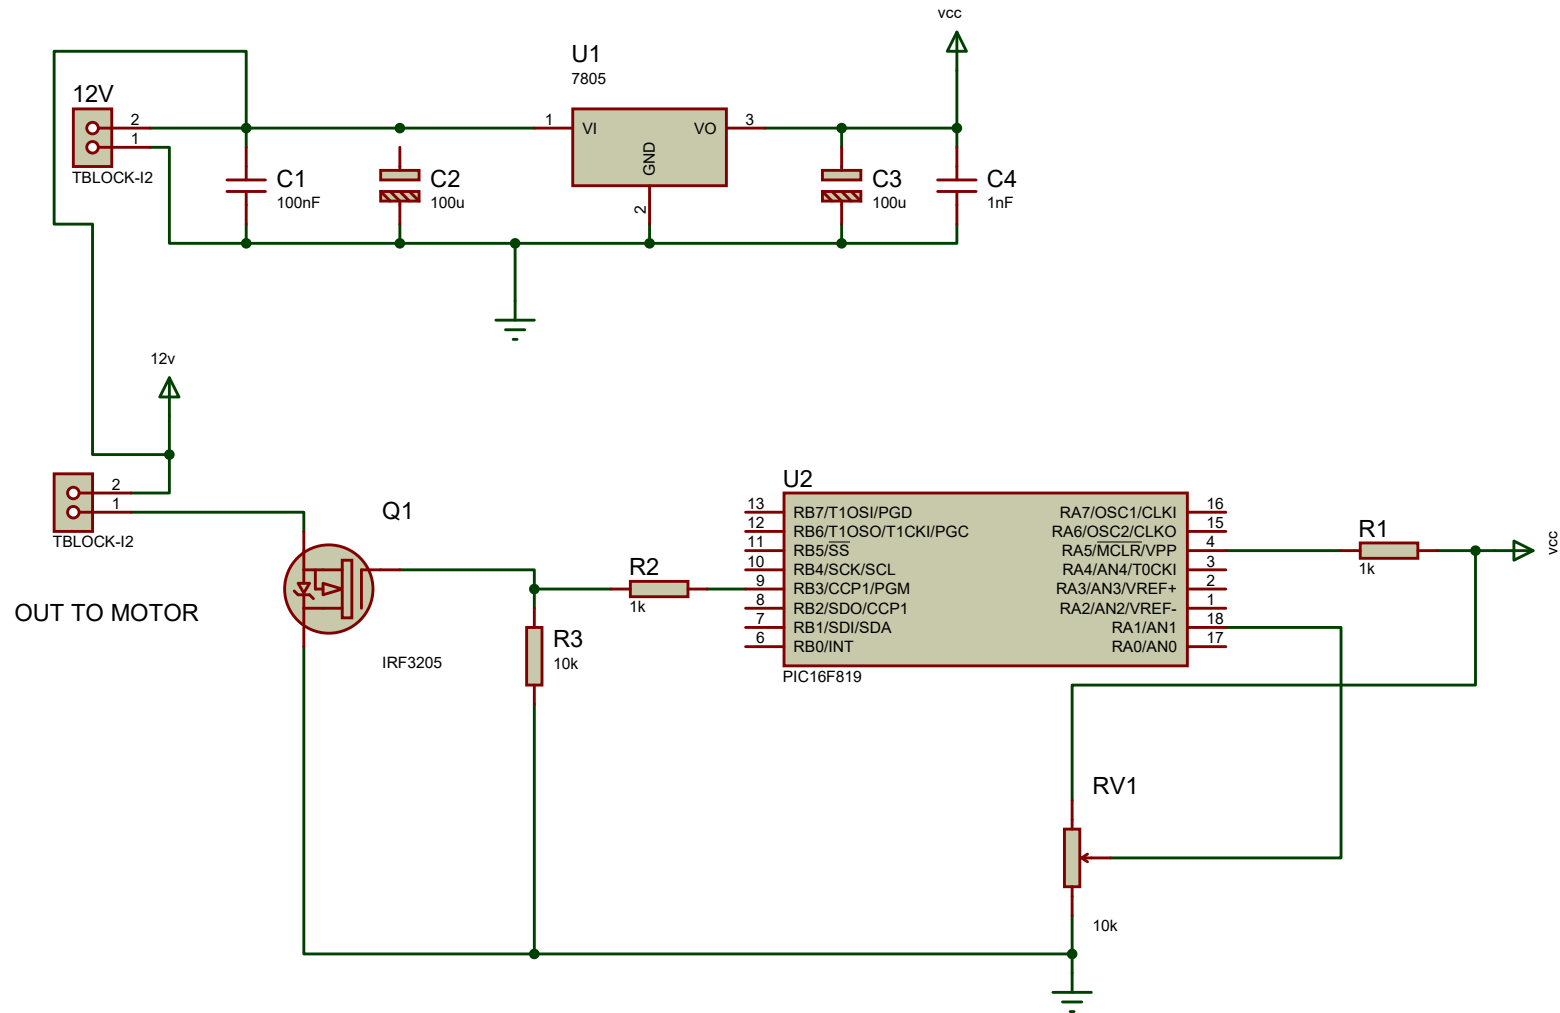 vcc
U1
7805
12V
2
1
TBLOCK-I2
1
VI
VO
3
GND
2
C1
100nF
C2
100u
C3
100u
C4
1nF
12v
2
1
TBLOCK-I2
Q1
OUT TO MOTOR
IRF3205
R2
1k
R3
10k
U2
13
RB7/T1OSI/PGD
12
RB6/T1OSO/T1CKI/PGC
11
RB5/SS
10
RB4/SCK/SCL
9
RB3/CCP1/PGM
8
RB2/SDO/CCP1
7
RB1/SDI/SDA
6
RB0/INT
RA7/OSC1/CLKI
16
RA6/OSC2/CLKO
15
RA5/MCLR/VPP
4
RA4/AN4/T0CKI
3
RA3/AN3/VREF+
2
RA2/AN2/VREF-
1
RA1/AN1
18
RA0/AN0
17
PIC16F819
R1
1k
vcc
RV1
10k